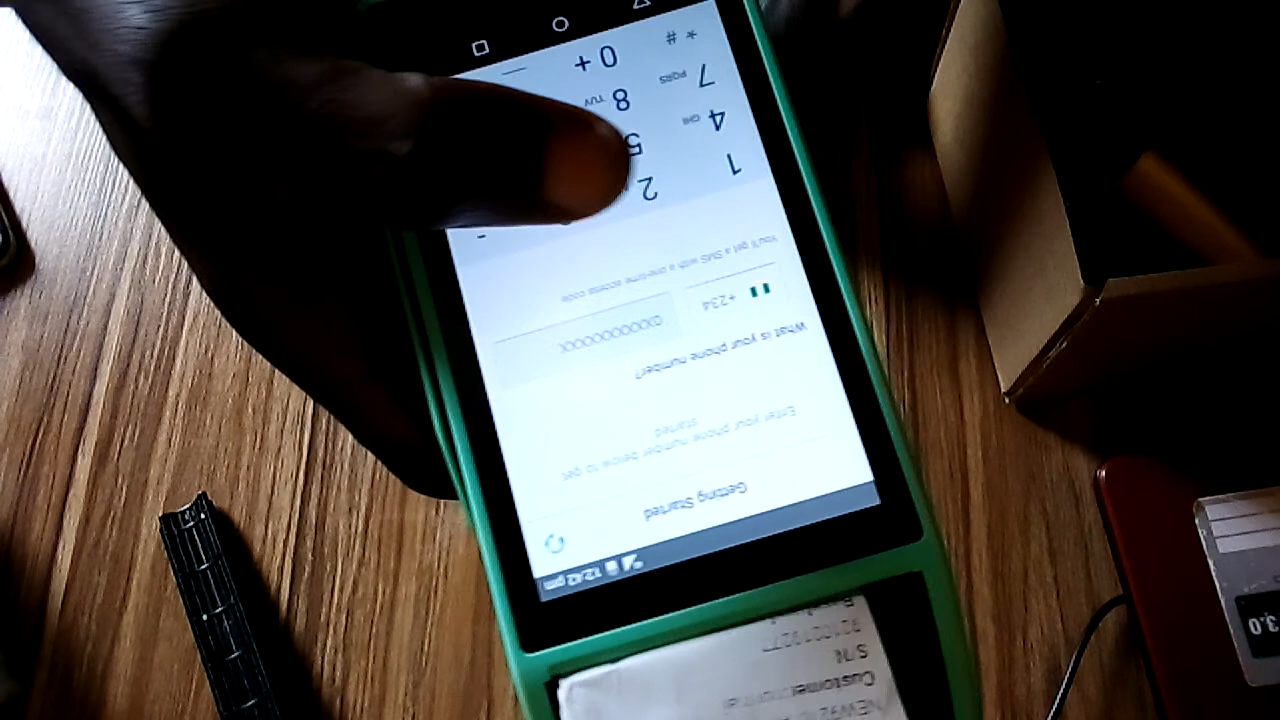 12:42 pm
Getting Started
Enter your phone number below to get
started
What is your phone number?
+234 0XXXXXXXXXX
You'll get a SMS with a one-time access code
1 2
4 GHI 5
7 PQRS 8 TUV
* # 0 +
S/N
Customer
3.0